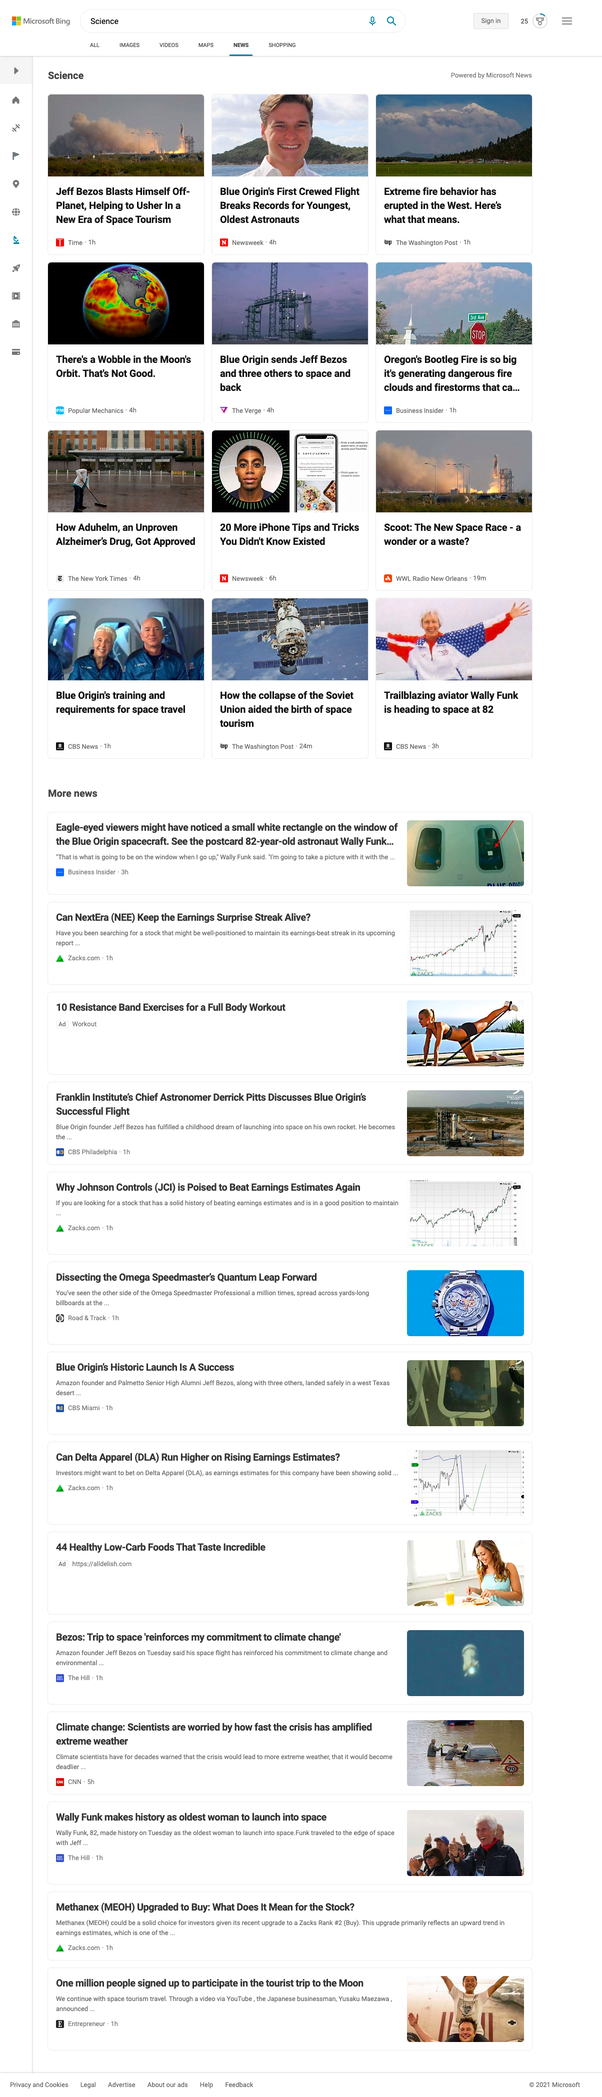 Microsoft Bing
Science
Sign in
25
ALL IMAGES VIDEOS MAPS NEWS SHOPPING
Science
Powered by Microsoft News
Jeff Bezos Blasts Himself Off-
Planet, Helping to Usher In a
New Era of Space Tourism
Time · 1h
Blue Origin's First Crewed Flight
Breaks Records for Youngest,
Oldest Astronauts
Newsweek · 4h
Extreme fire behavior has
erupted in the West. Here's
what that means.
The Washington Post · 1h
There's a Wobble in the Moon's
Orbit. That's Not Good.
Popular Mechanics · 4h
Blue Origin sends Jeff Bezos
and three others to space and
back
The Verge · 4h
3rd Ave
STOP
Oregon's Bootleg Fire is so big
it's generating dangerous fire
clouds and firestorms that ca...
Business Insider · 1h
How Aduhelm, an Unproven
Alzheimer's Drug, Got Approved
The New York Times · 4h
20 More iPhone Tips and Tricks
You Didn't Know Existed
Newsweek · 6h
Scoot: The New Space Race - a
wonder or a waste?
WWL Radio New Orleans · 19m
Blue Origin's training and
requirements for space travel
CBS News · 1h
How the collapse of the Soviet
Union aided the birth of space
tourism
The Washington Post · 24m
Trailblazing aviator Wally Funk
is heading to space at 82
CBS News · 3h
More news
Eagle-eyed viewers might have noticed a small white rectangle on the window of
the Blue Origin spacecraft. See the postcard 82-year-old astronaut Wally Funk...
"That is what is going to be on the window when I go up," Wally Funk said. "I'm going to take a picture with it with the ...
Business Insider · 3h
Can NextEra (NEE) Keep the Earnings Surprise Streak Alive?
Have you been searching for a stock that might be well-positioned to maintain its earnings-beat streak in its upcoming
report ...
Zacks.com · 1h
ZACKS
10 Resistance Band Exercises for a Full Body Workout
Ad Workout
Franklin Institute's Chief Astronomer Derrick Pitts Discusses Blue Origin's
Successful Flight
Blue Origin founder Jeff Bezos has fulfilled a childhood dream of launching into space on his own rocket. He becomes
the ...
CBS Philadelphia · 1h
Why Johnson Controls (JCI) is Poised to Beat Earnings Estimates Again
If you are looking for a stock that has a solid history of beating earnings estimates and is in a good position to maintain
...
Zacks.com · 1h
ZACKS
Dissecting the Omega Speedmaster's Quantum Leap Forward
You've seen the other side of the Omega Speedmaster Professional a million times, spread across yards-long
billboards at the ...
Road & Track · 1h
Blue Origin's Historic Launch Is A Success
Amazon founder and Palmetto Senior High Alumni Jeff Bezos, along with three others, landed safely in a west Texas
desert ...
CBS Miami · 1h
Can Delta Apparel (DLA) Run Higher on Rising Earnings Estimates?
Investors might want to bet on Delta Apparel (DLA), as earnings estimates for this company have been showing solid ...
Zacks.com · 1h
ZACKS
44 Healthy Low-Carb Foods That Taste Incredible
Ad https://alldelish.com
Bezos: Trip to space 'reinforces my commitment to climate change'
Amazon founder Jeff Bezos on Tuesday said his space flight has reinforced his commitment to climate change and
environmental ...
The Hill · 1h
Climate change: Scientists are worried by how fast the crisis has amplified
extreme weather
Climate scientists have for decades warned that the crisis would lead to more extreme weather, that it would become
deadlier ...
CNN · 5h
Wally Funk makes history as oldest woman to launch into space
Wally Funk, 82, made history on Tuesday as the oldest woman to launch into space.Funk traveled to the edge of space
with Jeff ...
The Hill · 1h
Methanex (MEOH) Upgraded to Buy: What Does It Mean for the Stock?
Methanex (MEOH) could be a solid choice for investors given its recent upgrade to a Zacks Rank #2 (Buy). This upgrade primarily reflects an upward trend in
earnings estimates, which is one of the ...
Zacks.com · 1h
One million people signed up to participate in the tourist trip to the Moon
We continue with space tourism travel. Through a video via YouTube , the Japanese businessman, Yusaku Maezawa ,
announced ...
Entrepreneur · 1h
Privacy and Cookies Legal Advertise About our ads Help Feedback
© 2021 Microsoft